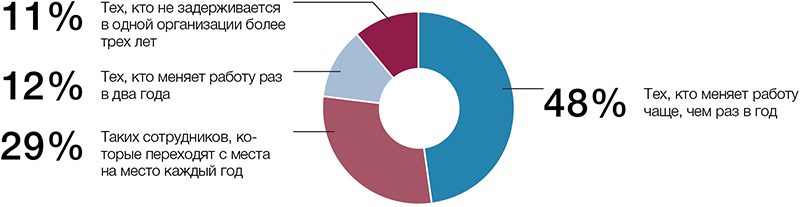 11%
Тех, кто не задерживается
в одной организации более
трех лет
12%
Тех, кто меняет работу раз
в два года
29%
Таких сотрудников, ко-
торые переходят с места
на место каждый год
48%
Тех, кто меняет работу
чаще, чем раз в год